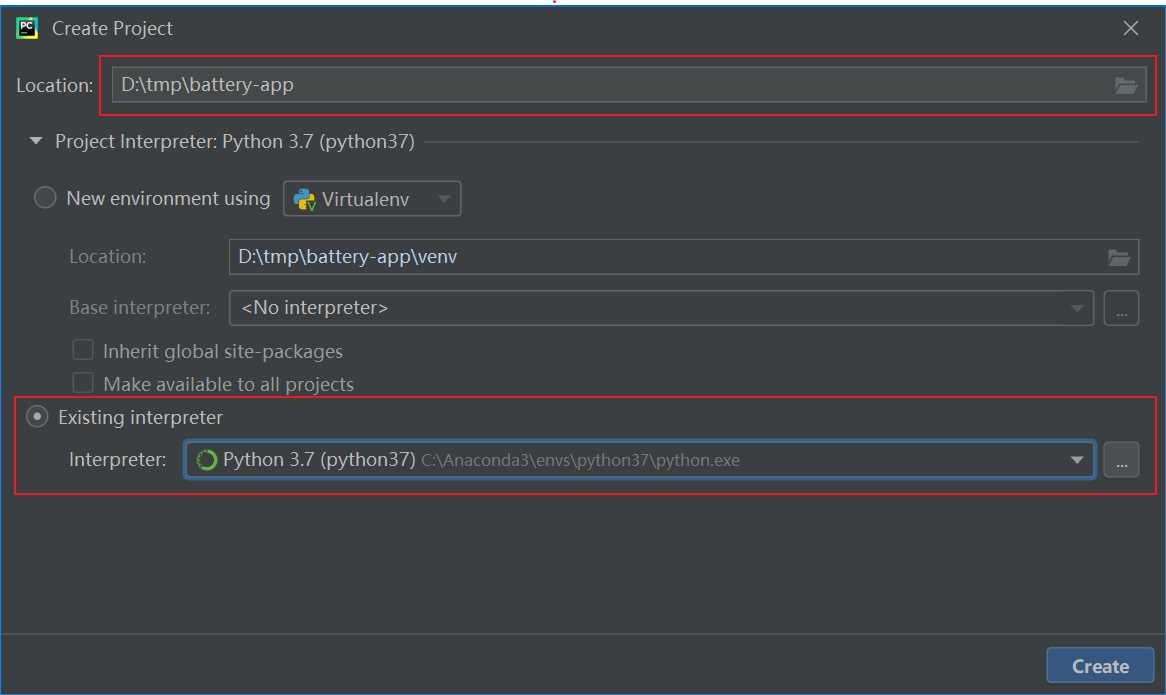 PC Create Project
Location: D:\tmp\battery-app
Project Interpreter: Python 3.7 (python37)
New environment using Virtualenv
Location: D:\tmp\battery-app\venv
Base interpreter: <No interpreter> ...
Inherit global site-packages
Make available to all projects
Existing interpreter
Interpreter: Python 3.7 (python37) C:\Anaconda3\envs\python37\python.exe ...
Create